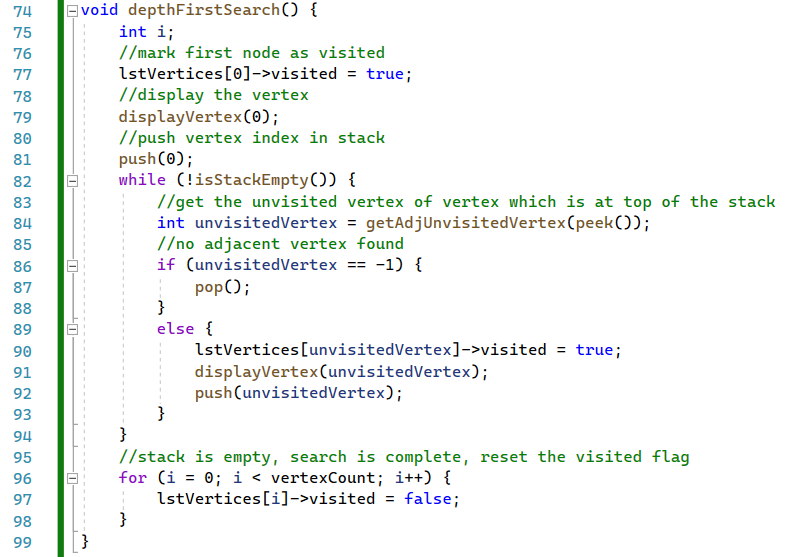 74 void depthFirstSearch() {
75 int i;
76 //mark first node as visited
77 lstVertices[0]->visited = true;
78 //display the vertex
79 displayVertex(0);
80 //push vertex index in stack
81 push(0);
82 while (!isStackEmpty()) {
83 //get the unvisited vertex of vertex which is at top of the stack
84 int unvisitedVertex = getAdjUnvisitedVertex(peek());
85 //no adjacent vertex found
86 if (unvisitedVertex == -1) {
87 pop();
88 }
89 else {
90 lstVertices[unvisitedVertex]->visited = true;
91 displayVertex(unvisitedVertex);
92 push(unvisitedVertex);
93 }
94 }
95 //stack is empty, search is complete, reset the visited flag
96 for (i = 0; i < vertexCount; i++) {
97 lstVertices[i]->visited = false;
98 }
99 }